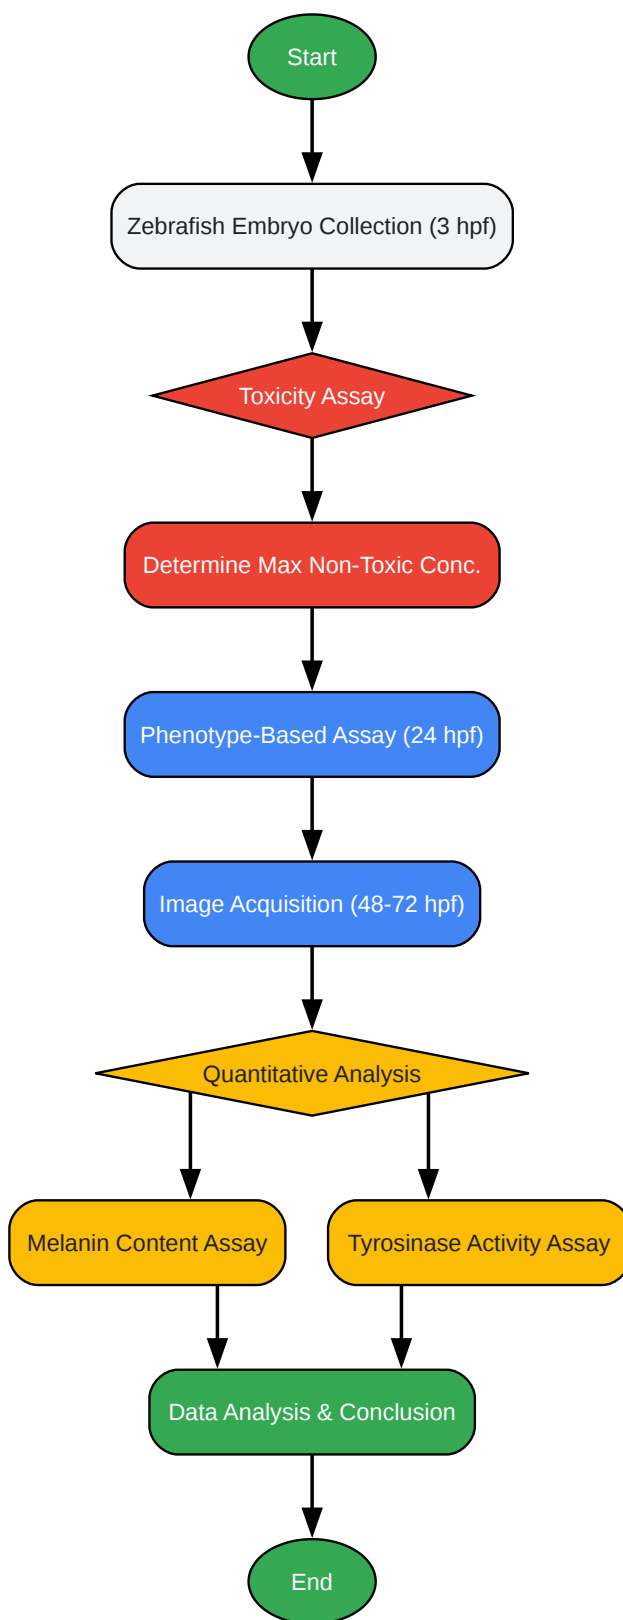 Start
Zebrafish Embryo Collection (3 hpf)
Toxicity Assay
Determine Max Non-Toxic Conc.
Phenotype-Based Assay (24 hpf)
Image Acquisition (48-72 hpf)
Quantitative Analysis
Melanin Content Assay
Tyrosinase Activity Assay
Data Analysis & Conclusion
End